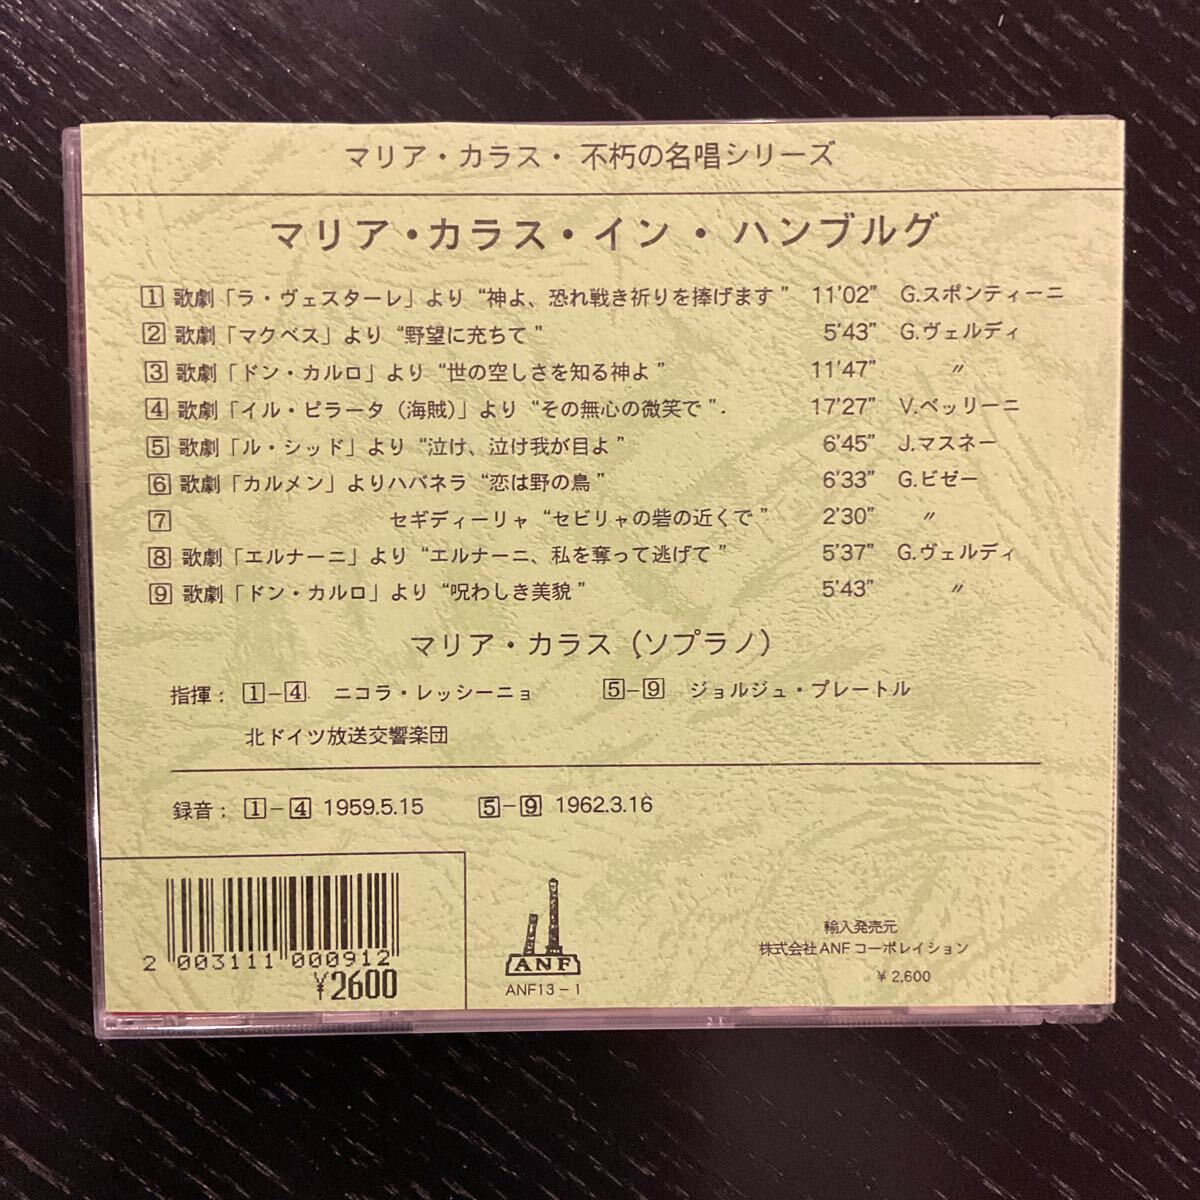 マリア・カラス・不朽の名唱シリーズ
マリア・カラス・イン・ハンブルグ
1 歌劇「ラ・ヴェスターレ」より “神よ、恐れ戦き祈りを捧げます” 11'02” G.スポンティーニ
2 歌劇「マクベス」より “野望に充ちて” 5'43” G.ヴェルディ
3 歌劇「ドン・カルロ」より “世の空しさを知る神よ” 11'47” 〃
4 歌劇「イル・ピラータ（海賊）」より “その無心の微笑で”. 17'27” V.ベッリーニ
5 歌劇「ル・シッド」より “泣け、泣け我が目よ” 6'45” J.マスネー
6 歌劇「カルメン」よりハバネラ “恋は野の鳥” 6'33” G.ビゼー
7 セギディーリャ “セビリャの砦の近くで” 2'30” 〃
8 歌劇「エルナーニ」より “エルナーニ、私を奪って逃げて” 5'37” G.ヴェルディ
9 歌劇「ドン・カルロ」より “呪わしき美貌” 5'43” 〃
マリア・カラス（ソプラノ）
指揮： 1-4 ニコラ・レッシーニョ 5-9 ジョルジュ・プレートル
北ドイツ放送交響楽団
録音： 1-4 1959.5.15 5-9 1962.3.16
2 003111 000912
¥2600
ANF
ANF13-1
輸入発売元
株式会社ANFコーポレイション
¥2,600